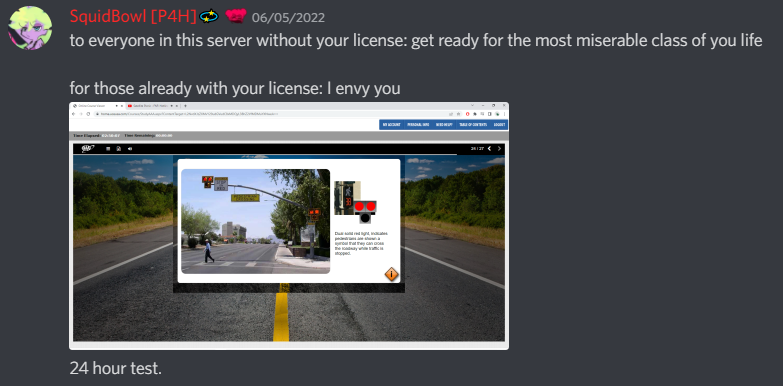 SquidBowl [P4H] 06/05/2022
to everyone in this server without your license: get ready for the most miserable class of you life
for those already with your license: I envy you
MY ACCOUNT PERSONAL INFO NEED HELP? TABLE OF CONTENTS LOGOUT
Time Elapsed: Time Remaining:
Dual solid red light, indicates
pedestrians are shown a
symbol that they can cross
the roadway while traffic is
stopped.
24 hour test.